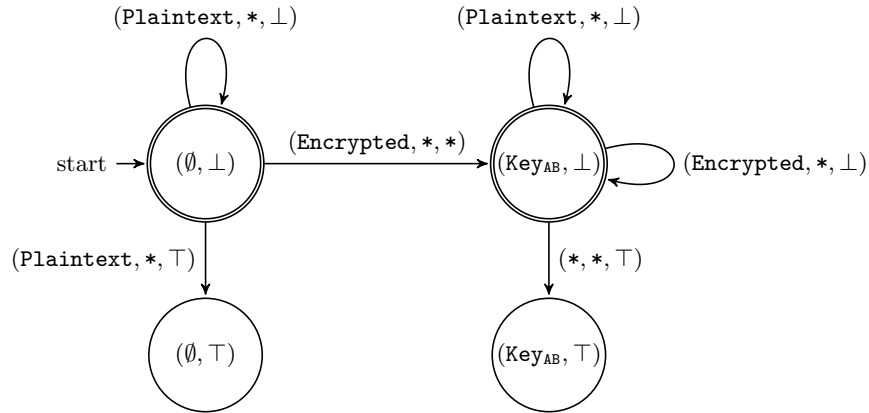 (Plaintext, *, ⊥)
(Plaintext, *, ⊥)
(Encrypted, *, *)
start
(∅, ⊥)
(Key_AB, ⊥)
(Encrypted, *, ⊥)
(Plaintext, *, ⊤)
(*, *, ⊤)
(∅, ⊤)
(Key_AB, ⊤)